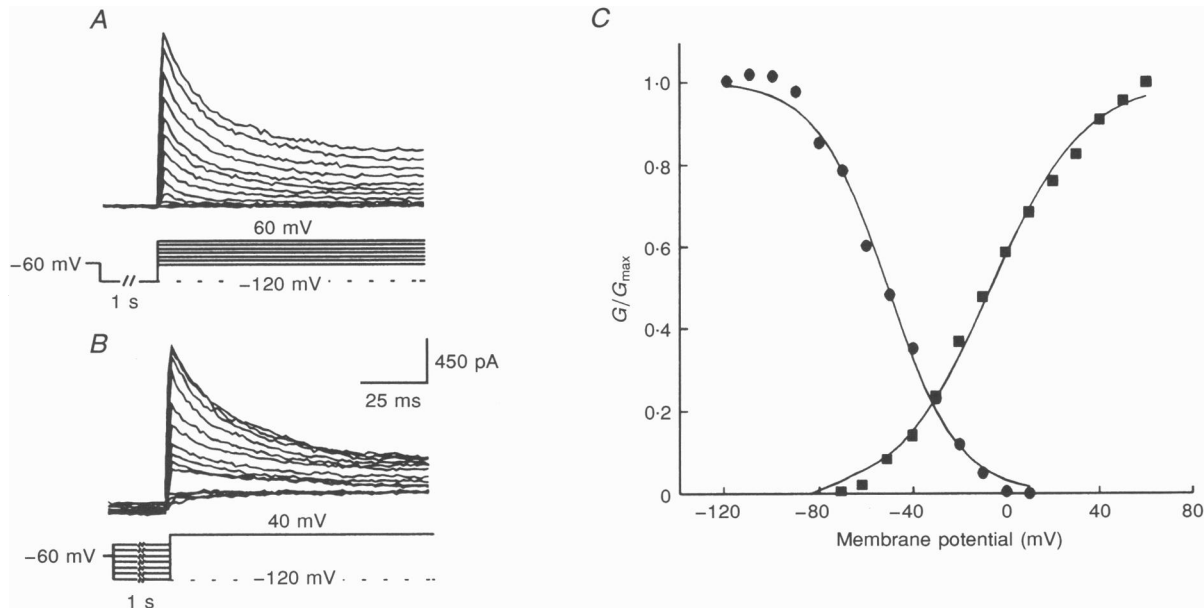 A
60 mV
−60 mV
−120 mV
1 s
B
450 pA
25 ms
40 mV
−60 mV
−120 mV
1 s
C
1·0
0·8
0·6
0·4
0·2
0
G/Gmax
−120 −80 −40 0 40 80
Membrane potential (mV)